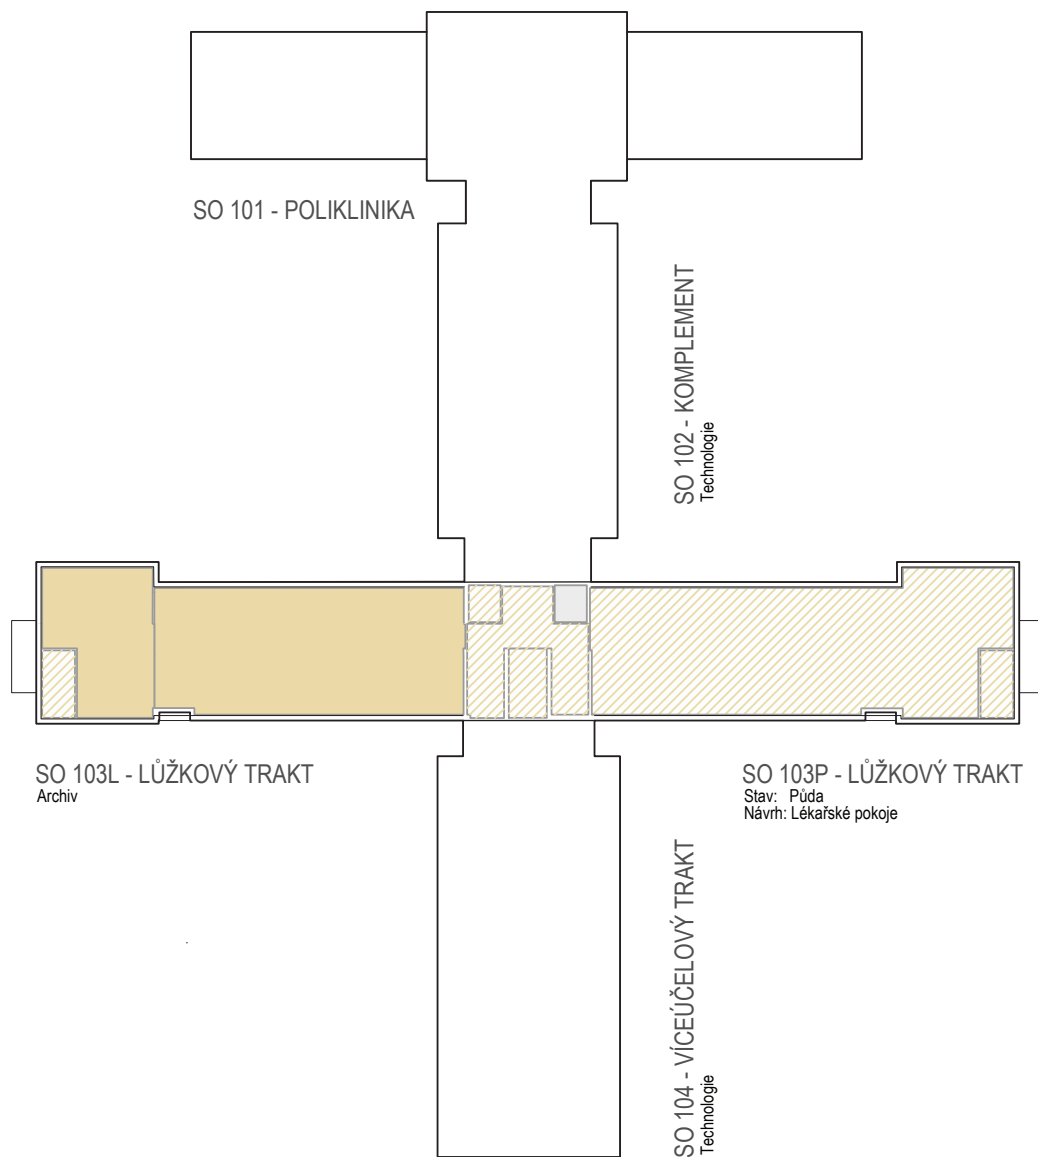 SO 101 - POLIKLINIKA
SO 102 - KOMPLEMENT
Technologie
SO 103L - LŮŽKOVÝ TRAKT
Archiv
SO 103P - LŮŽKOVÝ TRAKT
Stav: Půda
Návrh: Lékařské pokoje
SO 104 - VÍCEÚČELOVÝ TRAKT
Technologie